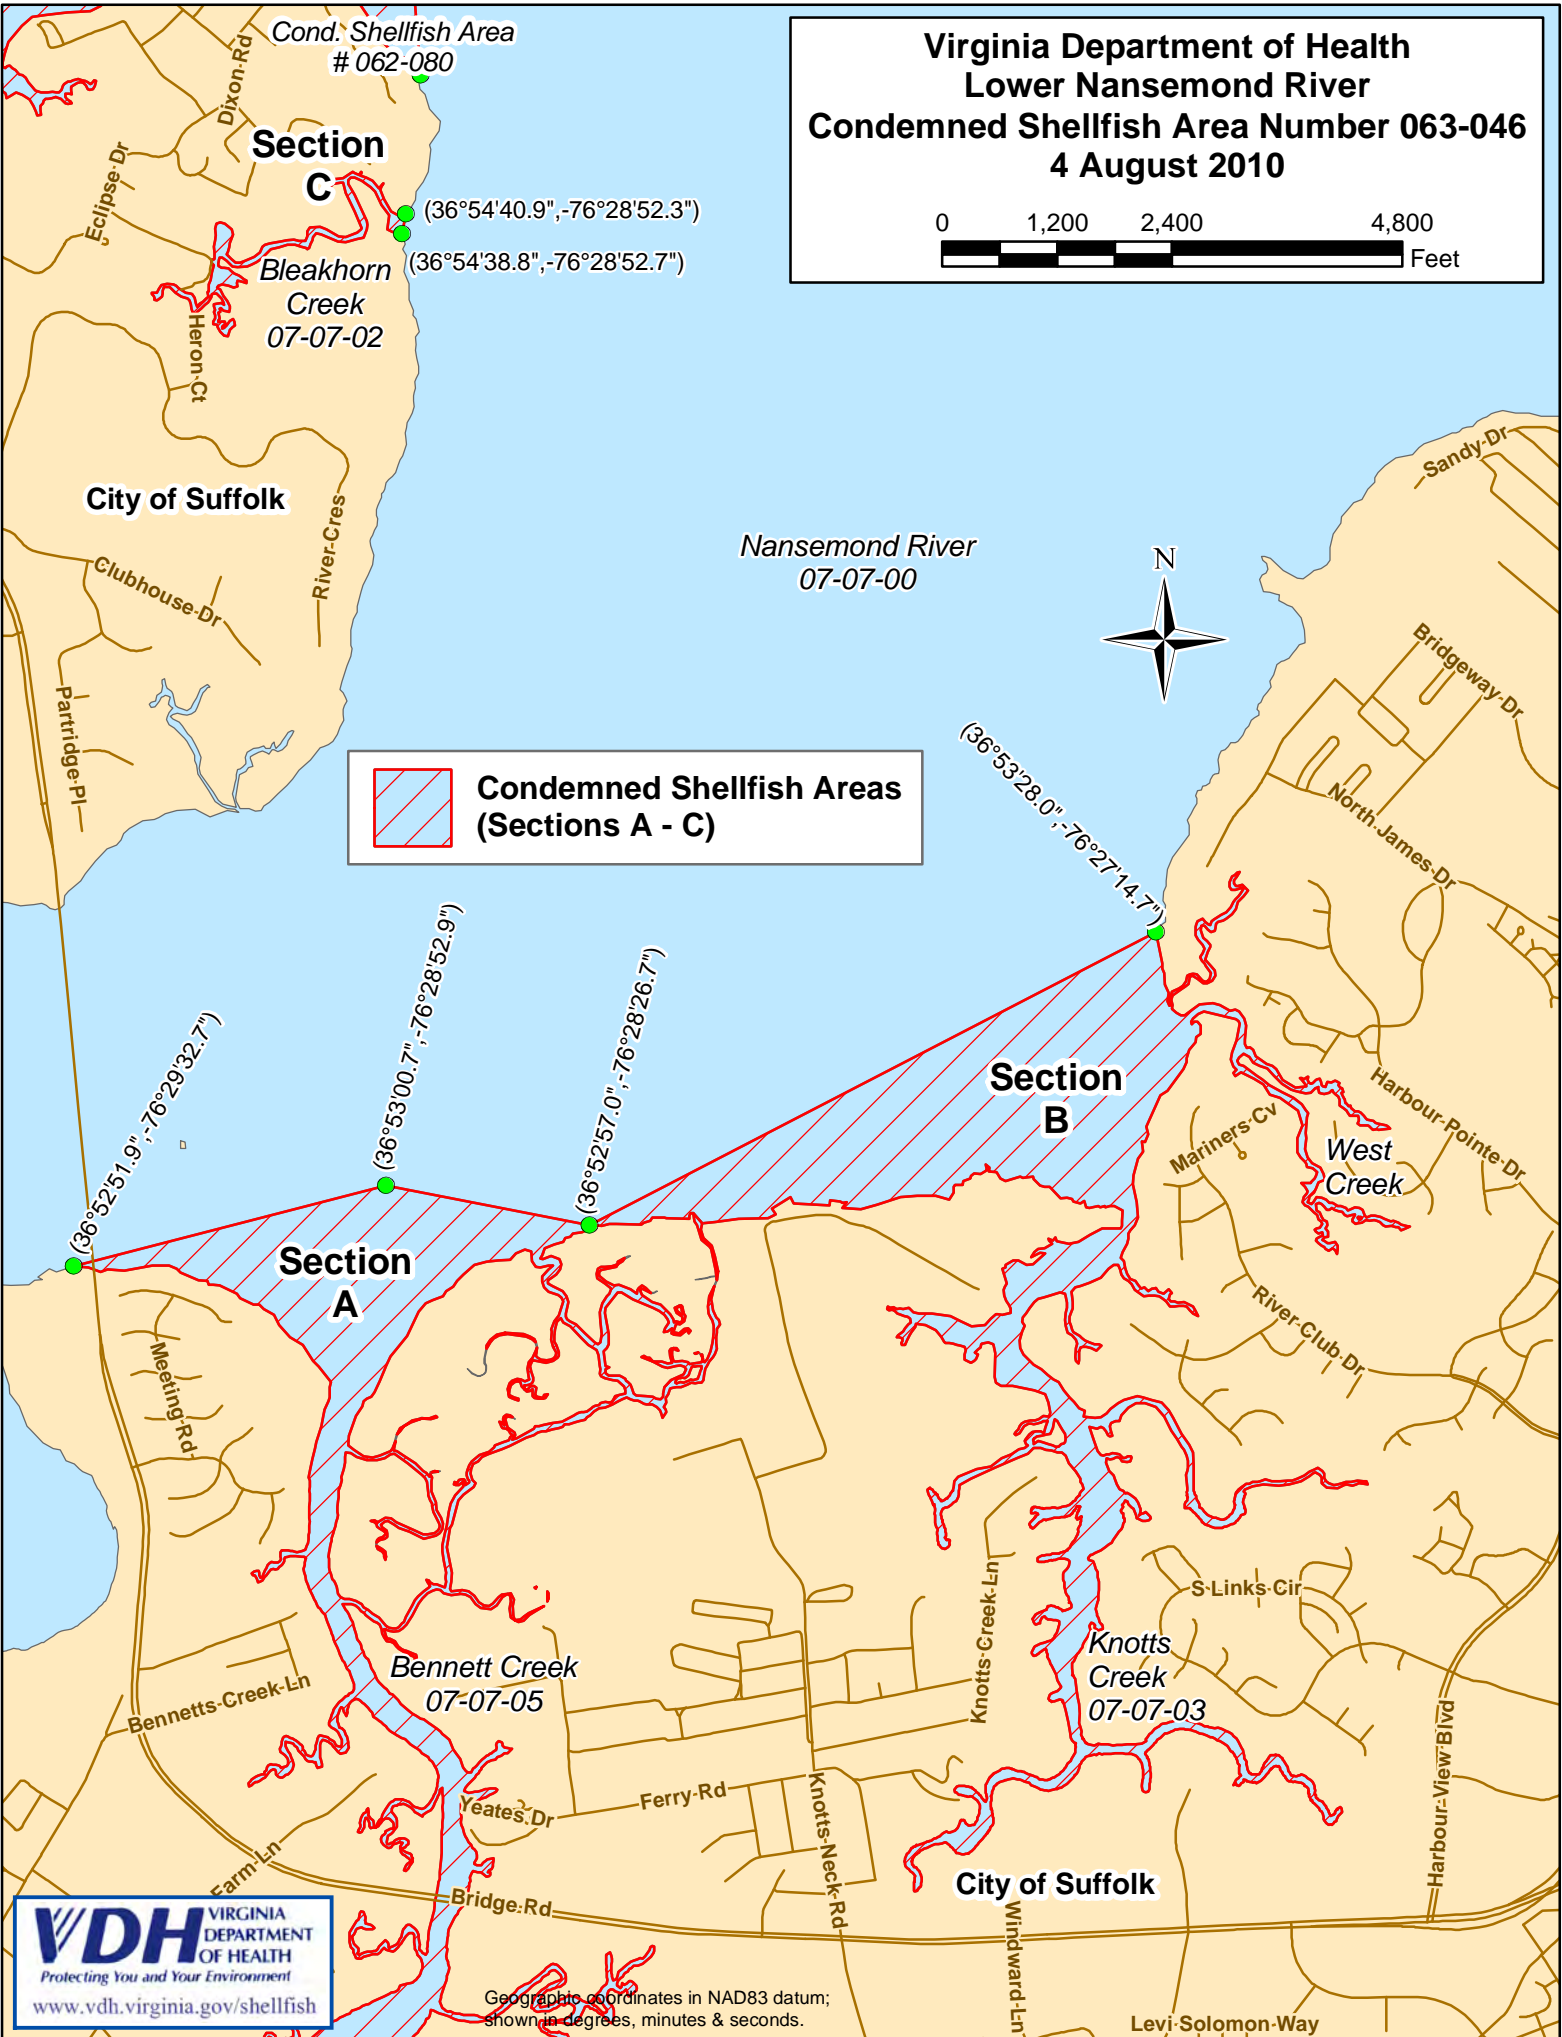 Cond. Shellfish Area
# 062-080
Virginia Department of Health
Lower Nansemond River
Condemned Shellfish Area Number 063-046
4 August 2010
0 1,200 2,400 4,800
Feet
Dixon Rd
Section
C
Eclipse Dr
(36°54'40.9",-76°28'52.3")
(36°54'38.8",-76°28'52.7")
Bleakhorn
Creek
07-07-02
Heron Ct
City of Suffolk
River Cres
Clubhouse Dr
Partridge Pl
Sandy Dr
Nansemond River
07-07-00
N
Bridgeway Dr
North James Dr
Condemned Shellfish Areas
(Sections A - C)
(36°53'28.0",-76°27'14.7")
(36°52'51.9",-76°29'32.7")
(36°53'00.7",-76°28'52.9")
(36°52'57.0",-76°28'26.7")
Section
B
Harbour Pointe Dr
Mariners Cv
West
Creek
Section
A
River Club Dr
Meeting Rd
Knotts Creek Ln
S Links Cir
Bennett Creek
07-07-05
Knotts
Creek
07-07-03
Bennetts Creek Ln
Harbour View Blvd
Ferry Rd
Yeates Dr
Knotts Neck Rd
Farm Ln
Bridge Rd
City of Suffolk
Windward Ln
Levi Solomon Way
VDH VIRGINIA
DEPARTMENT
OF HEALTH
Protecting You and Your Environment
www.vdh.virginia.gov/shellfish
Geographic coordinates in NAD83 datum;
shown in degrees, minutes & seconds.